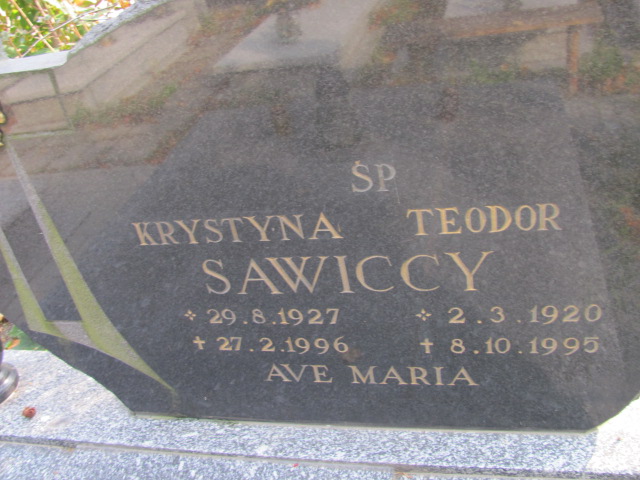 ŚP
KRYSTYNA TEODOR
SAWICCY
* 29.8.1927 * 2.3.1920
† 27.2.1996 † 8.10.1995
AVE MARIA